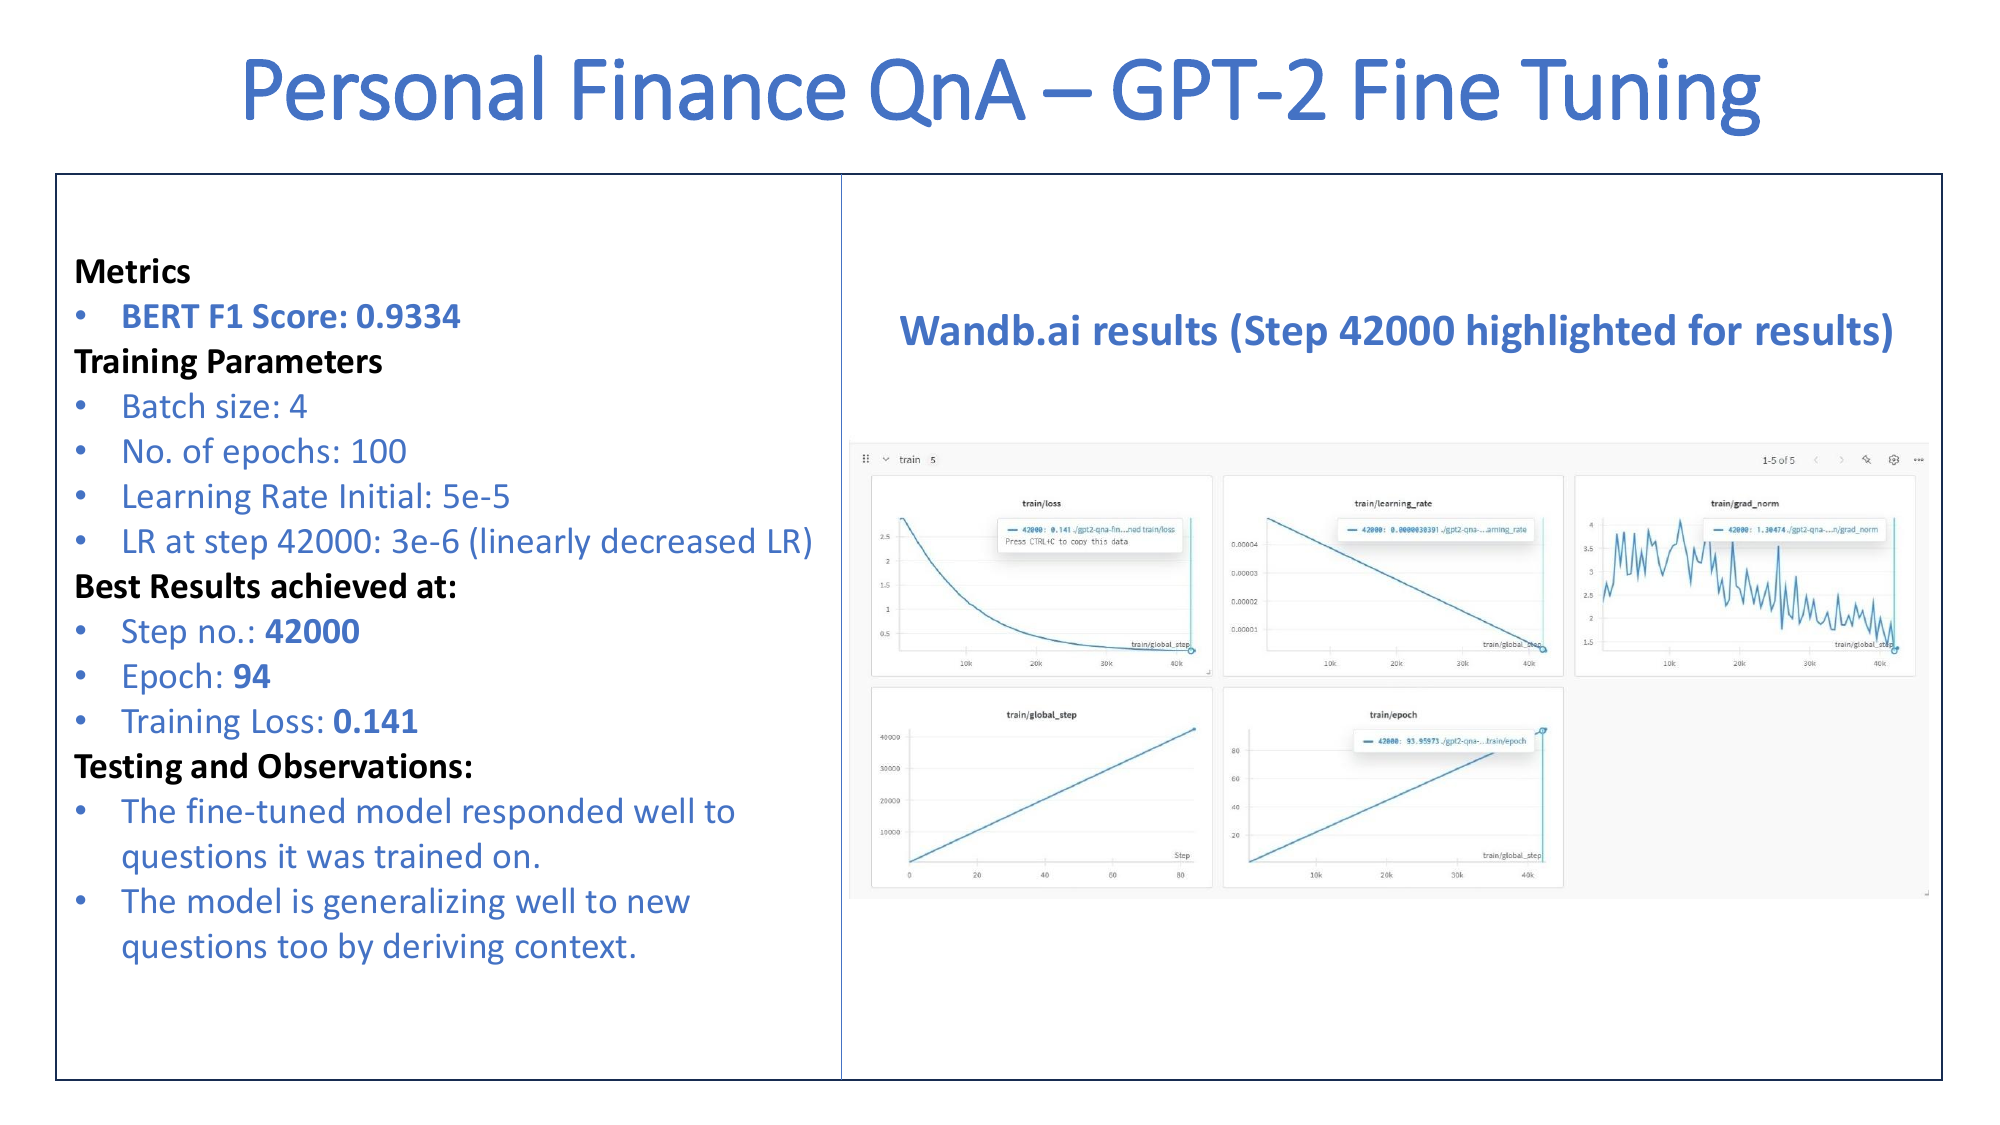 Personal Finance QnA – GPT-2 Fine Tuning
Metrics
• BERT F1 Score: 0.9334
Training Parameters
• Batch size: 4
• No. of epochs: 100
• Learning Rate Initial: 5e-5
• LR at step 42000: 3e-6 (linearly decreased LR)
Best Results achieved at:
• Step no.: 42000
• Epoch: 94
• Training Loss: 0.141
Testing and Observations:
• The fine-tuned model responded well to
questions it was trained on.
• The model is generalizing well to new
questions too by deriving context.
Wandb.ai results (Step 42000 highlighted for results)
train 5
1-5 of 5
train/loss
42000: 0.141 ./gpt2-qna-fin...ned train/loss
Press CTRL+C to copy this data
2.5
2
1.5
1
0.5
train/global_step
10k 20k 30k 40k
train/learning_rate
42000: 0.0000030391 ./gpt2-qna-...arning_rate
0.00004
0.00003
0.00002
0.00001
train/global_step
10k 20k 30k 40k
train/grad_norm
42000: 1.30474 ./gpt2-qna-...n/grad_norm
4
3.5
3
2.5
2
1.5
train/global_step
10k 20k 30k 40k
train/global_step
40000
30000
20000
10000
Step
0 20 40 60 80
train/epoch
42000: 93.95973 ./gpt2-qna-...train/epoch
80
60
40
20
train/global_step
10k 20k 30k 40k